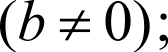 (b ≠ 0);